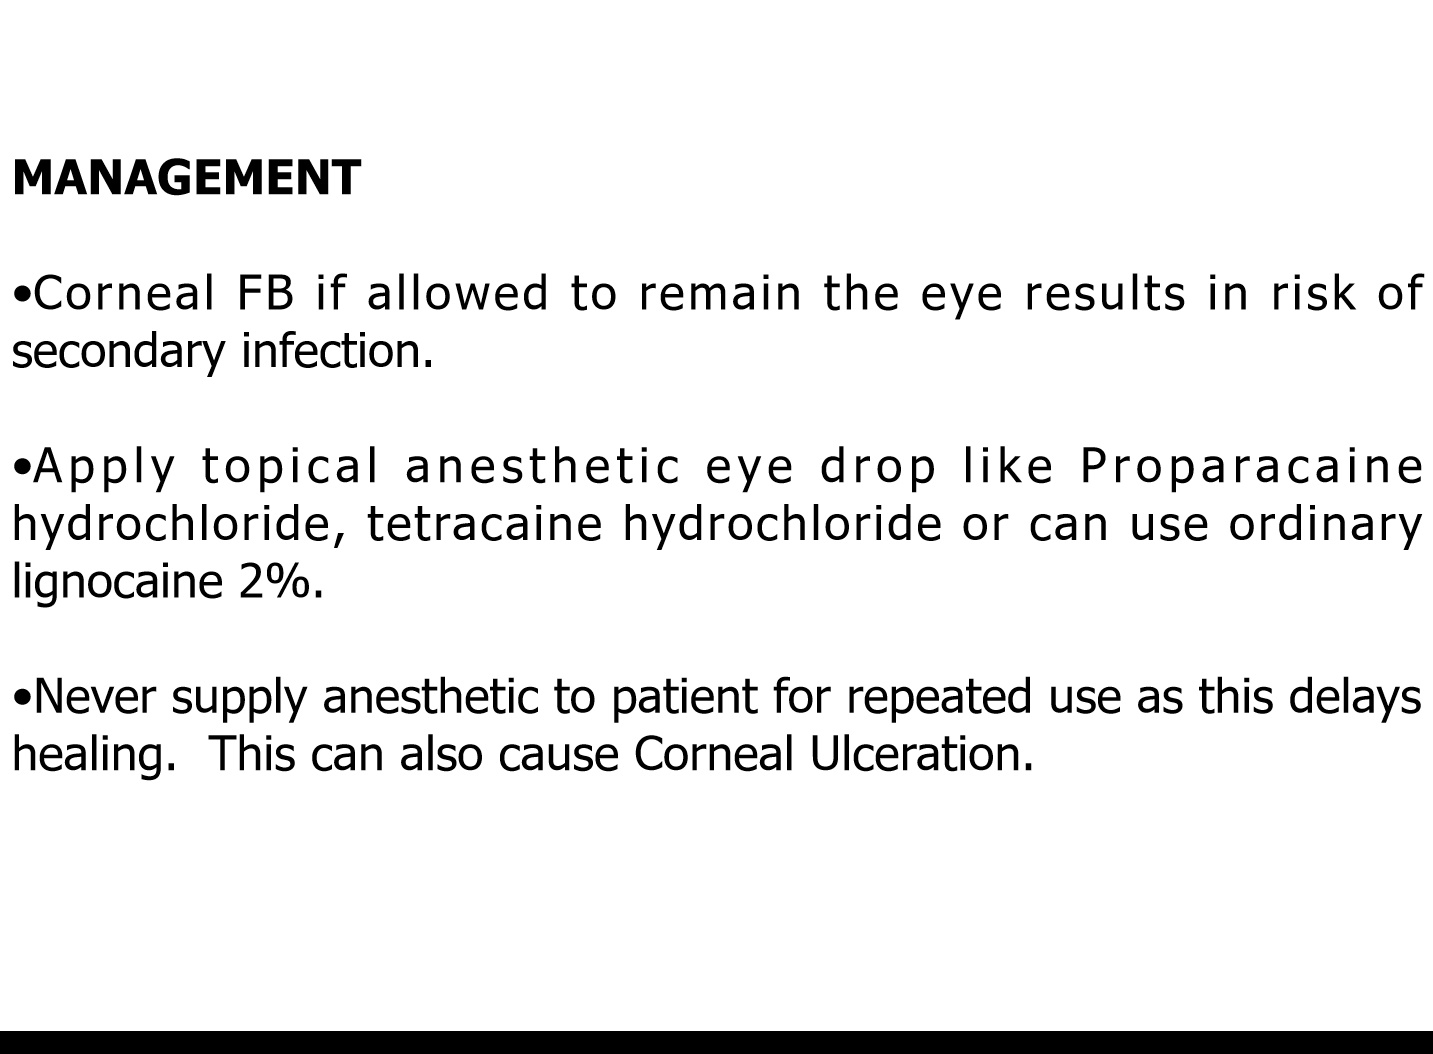 MANAGEMENT
•Corneal FB if allowed to remain the eye results in risk of
secondary infection.
•Apply topical anesthetic eye drop like Proparacaine
hydrochloride, tetracaine hydrochloride or can use ordinary
lignocaine 2%.
•Never supply anesthetic to patient for repeated use as this delays
healing.  This can also cause Corneal Ulceration.